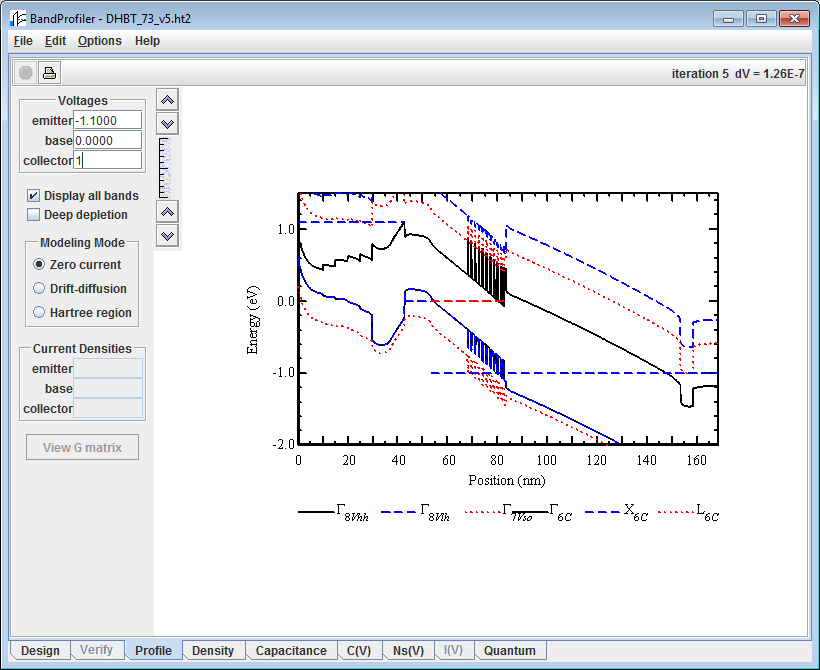 BandProfiler - DHBT_73_v5.ht2
File Edit Options Help
iteration 5 dV = 1.26E-7
Voltages
emitter -1.1000
base 0.0000
collector 1
Display all bands
Deep depletion
Modeling Mode
Zero current
Drift-diffusion
Hartree region
Current Densities
emitter
base
collector
View G matrix
Energy (eV)
1.0
0.0
-1.0
-2.0
0 20 40 60 80 100 120 140 160
Position (nm)
Γ8Vhh Γ8Vlh Γ7Vso Γ6C X6C L6C
Design Verify Profile Density Capacitance C(V) Ns(V) I(V) Quantum